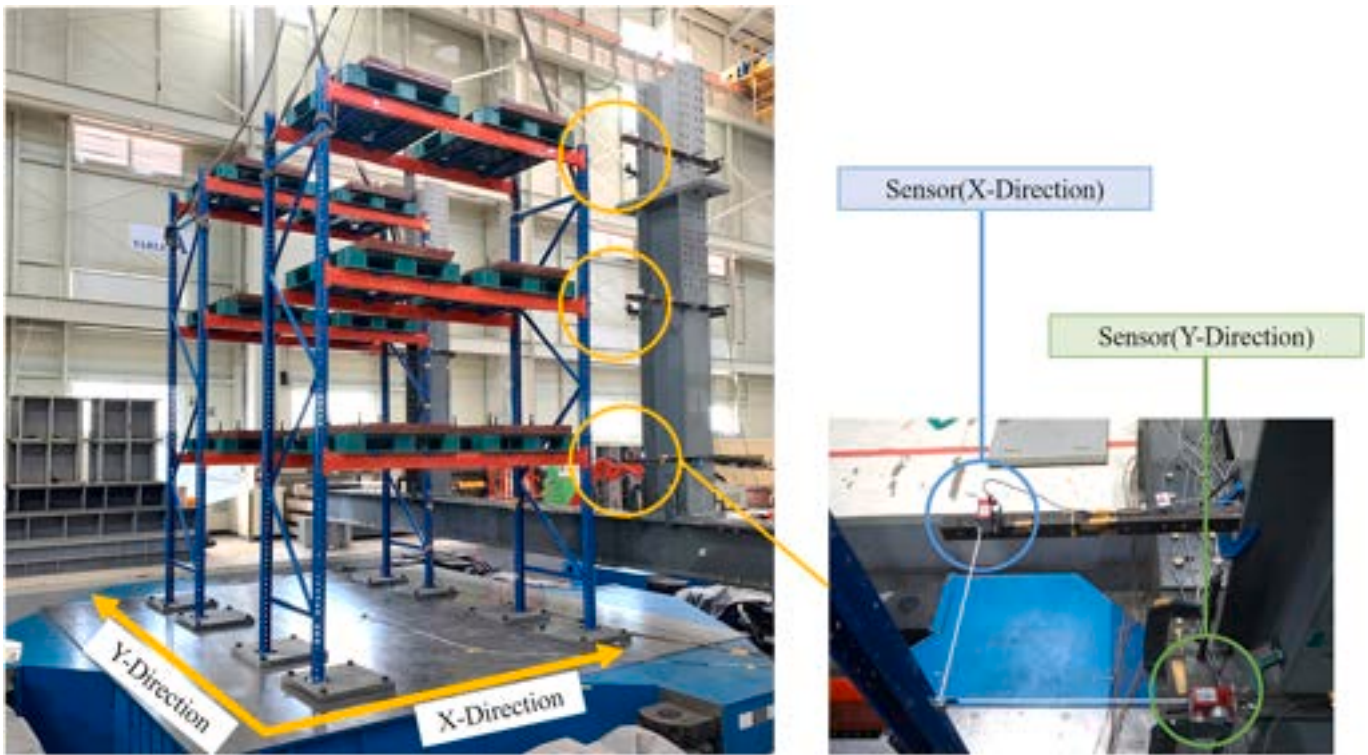 Sensor(X-Direction)
Sensor(Y-Direction)
Y-Direction
X-Direction